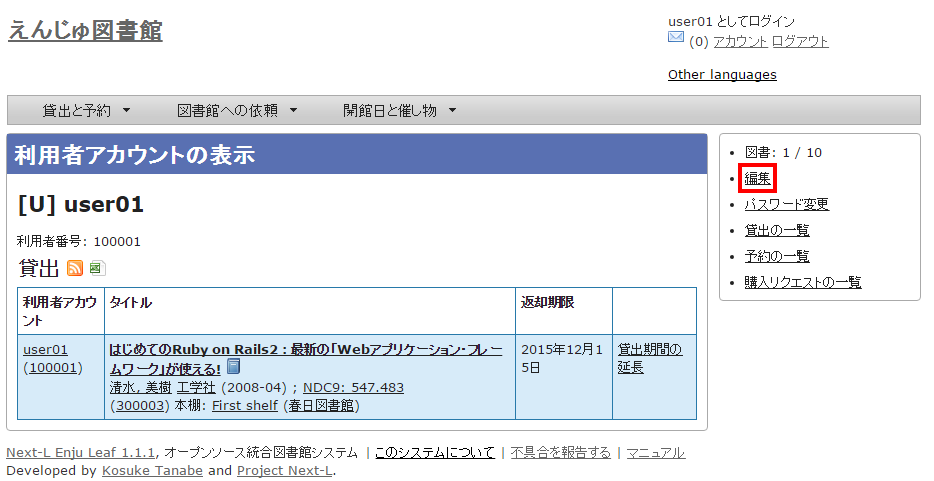 えんじゅ図書館
user01 としてログイン
(0) アカウント ログアウト
Other languages
貸出と予約 ▼ 図書館への依頼 ▼ 開館日と催し物 ▼
利用者アカウントの表示
[U] user01
利用者番号: 100001
貸出
利用者アカウ
ント
タイトル
返却期限
user01
(100001)
はじめてのRuby on Rails2 : 最新の「Webアプリケーション・フレー
ムワーク」が使える!
清水, 美樹 工学社 (2008-04) ; NDC9: 547.483
(300003) 本棚: First shelf (春日図書館)
2015年12月1
5日
貸出期間の
延長
• 図書: 1 / 10
• 編集
• パスワード変更
• 貸出の一覧
• 予約の一覧
• 購入リクエストの一覧
Next-L Enju Leaf 1.1.1, オープンソース統合図書館システム | このシステムについて | 不具合を報告する | マニュアル
Developed by Kosuke Tanabe and Project Next-L.